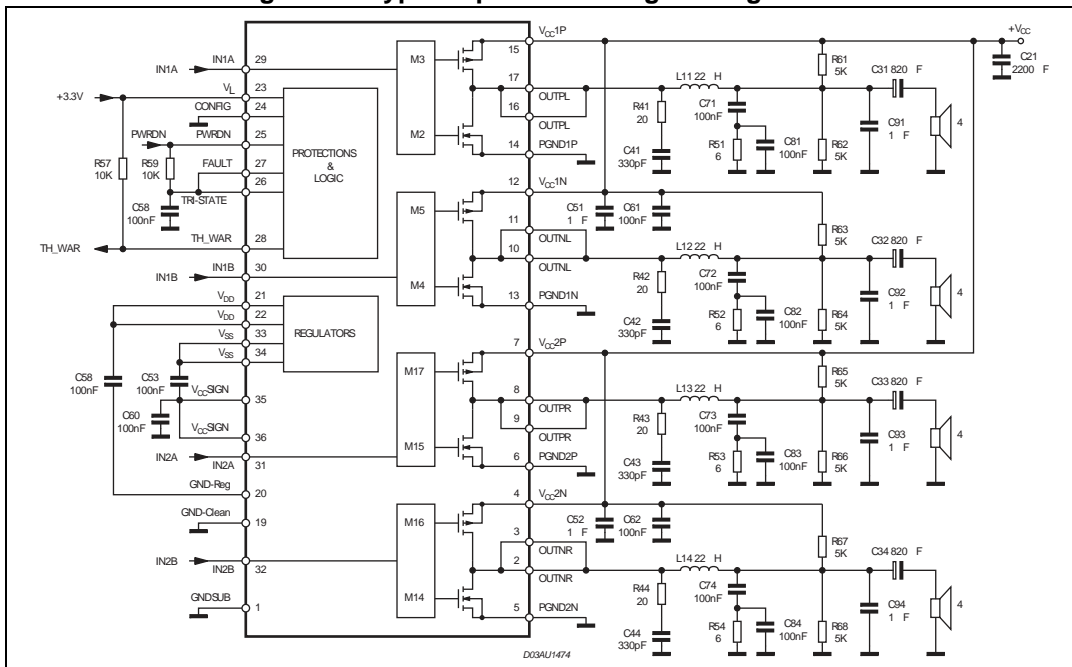 IN1A
29
+3.3V
VL
23
CONFIG
24
PWRDN
PWRDN
25
R57
10K
R59
10K
FAULT
27
26
TRI-STATE
C58
100nF
TH_WAR
TH_WAR
28
IN1B
30
VDD
21
VDD
22
VSS
33
VSS
34
C58
100nF
C53
100nF
VCCSIGN
35
C60
100nF
VCCSIGN
36
IN2A
IN2A
31
GND-Reg
20
GND-Clean
19
IN2B
IN2B
32
GNDSUB
1
PROTECTIONS
&
LOGIC
REGULATORS
M3
M2
M5
M4
M17
M15
M16
M14
15
VCC1P
17
OUTPL
16
OUTPL
14
PGND1P
12
VCC1N
11
OUTNL
10
OUTNL
13
PGND1N
7
VCC2P
8
OUTPR
9
OUTPR
6
PGND2P
4
VCC2N
3
OUTNR
2
OUTNR
5
PGND2N
+VCC
C21
2200 F
L11 22 H
R41
20
C41
330pF
C71
100nF
R51
6
C81
100nF
R61
5K
R62
5K
C31 820 F
C91
1 F
4
C51
1 F
C61
100nF
L12 22 H
R42
20
C42
330pF
C72
100nF
R52
6
C82
100nF
R63
5K
R64
5K
C32 820 F
C92
1 F
4
L13 22 H
R43
20
C43
330pF
C73
100nF
R53
6
C83
100nF
R65
5K
R66
5K
C33 820 F
C93
1 F
4
C52
1 F
C62
100nF
L14 22 H
R44
20
C44
330pF
C74
100nF
R54
6
C84
100nF
R67
5K
R68
5K
C34 820 F
C94
1 F
4
D03AU1474